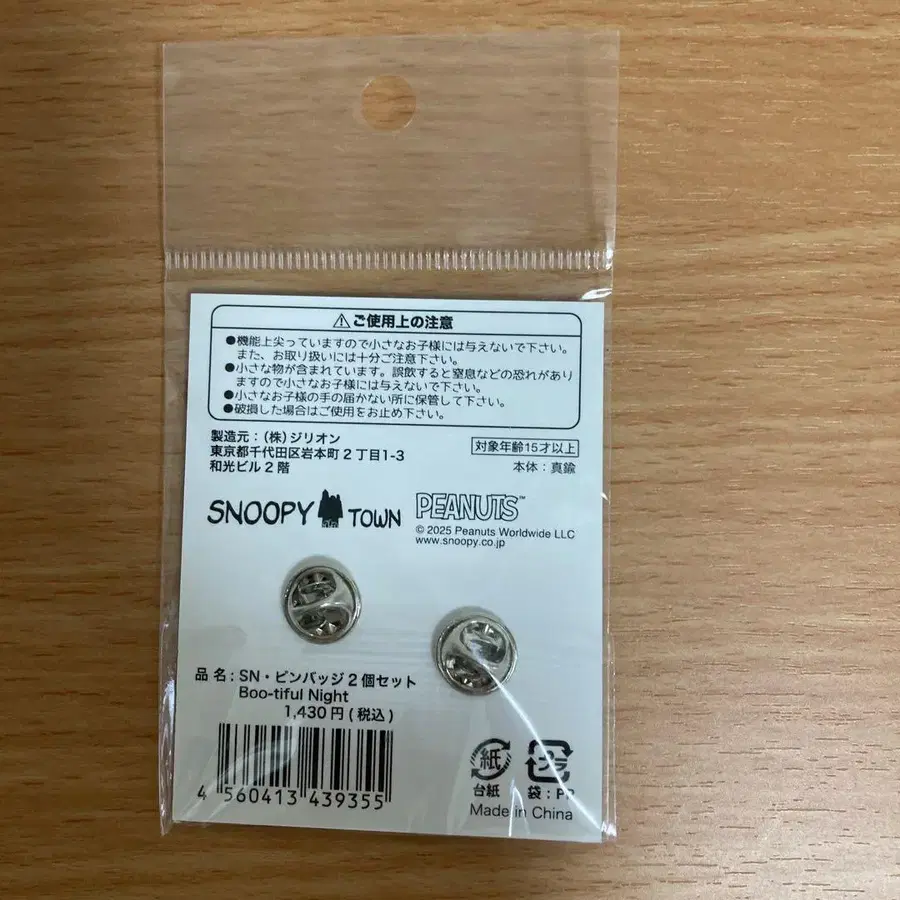 ⚠ご使用上の注意
●機能上尖っていますので小さなお子様には与えないで下さい。
また、お取り扱いには十分ご注意下さい。
●小さな物が含まれています。誤飲すると窒息などの恐れがあり
ますので小さなお子様には与えないで下さい。
●小さなお子様の手の届かない所に保管して下さい。
●破損した場合はご使用をお止め下さい。
製造元：(株)ジリオン
東京都千代田区岩本町2丁目1-3
和光ビル2階
対象年齢15才以上
本体：真鍮
SNOOPY TOWN
PEANUTS™
© 2025 Peanuts Worldwide LLC
www.snoopy.co.jp
品 名：SN・ピンバッジ2個セット
Boo-tiful Night
1,430円(税込)
4 560413 439355
紙
台紙
プラ
袋：PP
Made in China